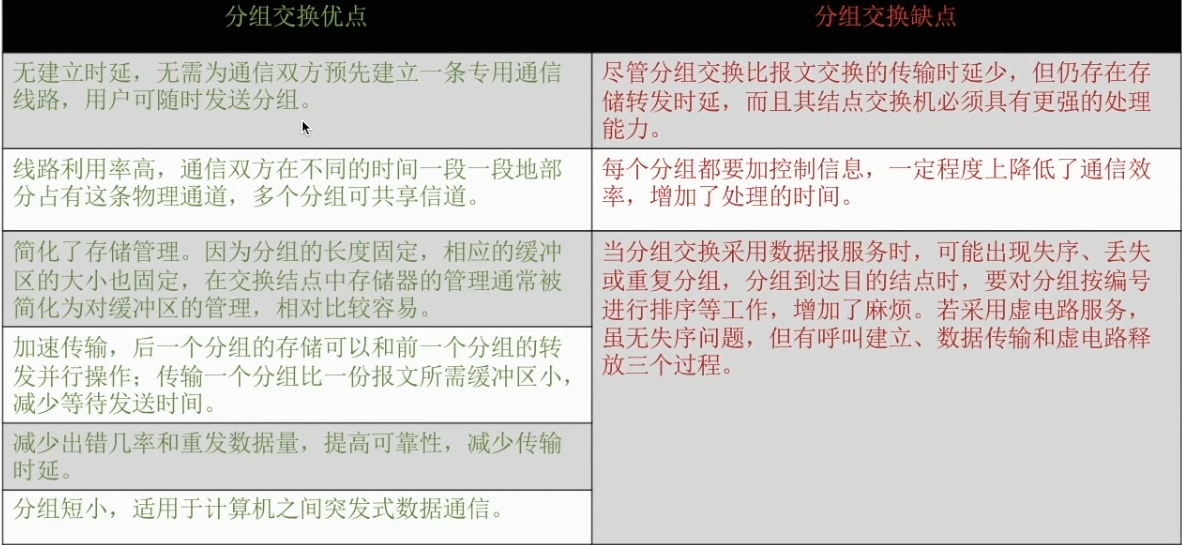 分组交换优点
分组交换缺点
无建立时延，无需为通信双方预先建立一条专用通信
线路，用户可随时发送分组。
尽管分组交换比报文交换的传输时延少，但仍存在存
储转发时延，而且其结点交换机必须具有更强的处理
能力。
线路利用率高，通信双方在不同的时间一段一段地部
分占有这条物理通道，多个分组可共享信道。
每个分组都要加控制信息，一定程度上降低了通信效
率，增加了处理的时间。
简化了存储管理。因为分组的长度固定，相应的缓冲
区的大小也固定，在交换结点中存储器的管理通常被
简化为对缓冲区的管理，相对比较容易。
当分组交换采用数据报服务时，可能出现失序、丢失
或重复分组，分组到达目的结点时，要对分组按编号
进行排序等工作，增加了麻烦。若采用虚电路服务，
虽无失序问题，但有呼叫建立、数据传输和虚电路释
放三个过程。
加速传输，后一个分组的存储可以和前一个分组的转
发并行操作；传输一个分组比一份报文所需缓冲区小，
减少等待发送时间。
减少出错几率和重发数据量，提高可靠性，减少传输
时延。
分组短小，适用于计算机之间突发式数据通信。